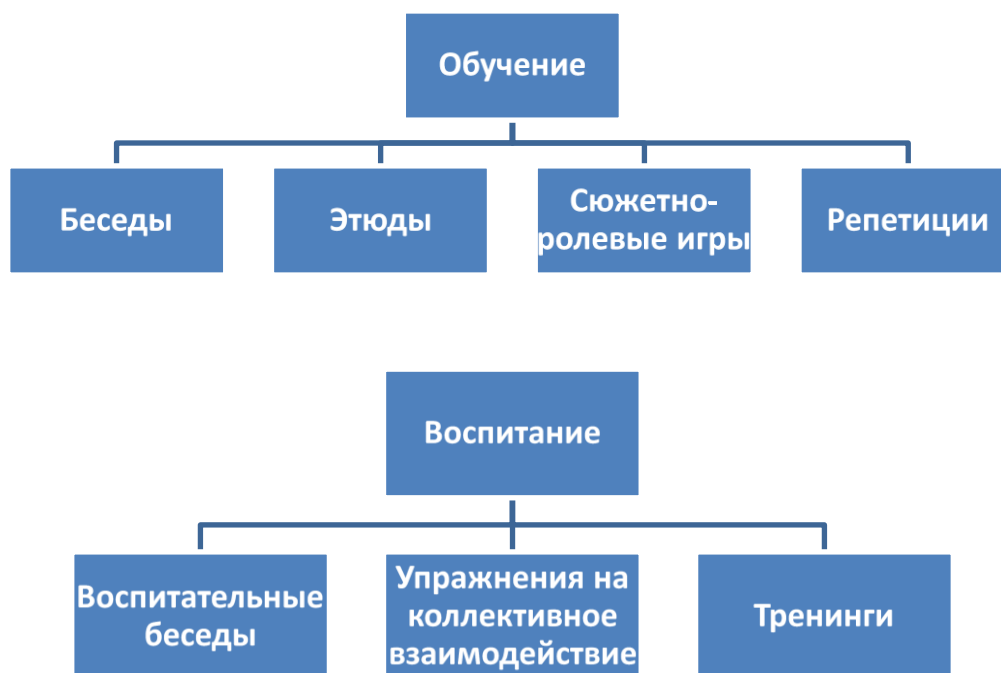 Обучение
Беседы
Этюды
Сюжетно-
ролевые игры
Репетиции
Воспитание
Воспитательные
беседы
Упражнения на
коллективное
взаимодействие
Тренинги